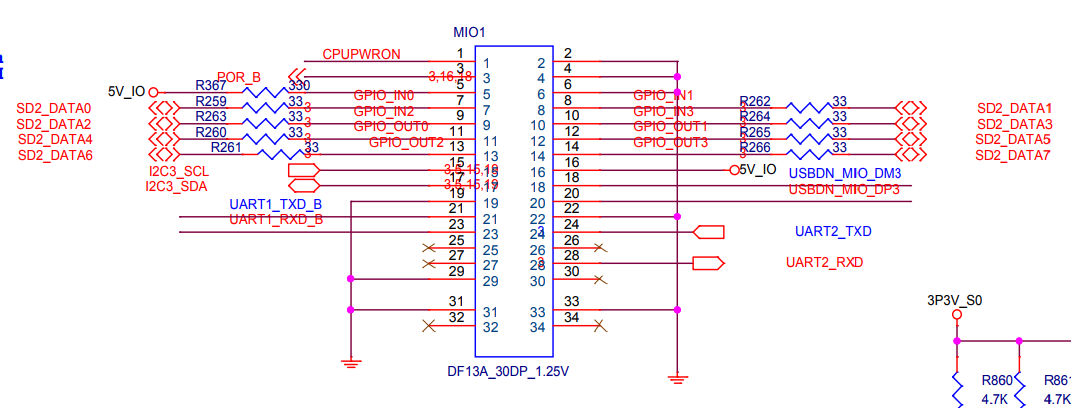 MIO1
CPUPWRON 1 1 2 2
POR_B 3,16,18 3 3 4 4
5V_IO R367 330 5 5 6 6
SD2_DATA0 R259 33 3 GPIO_IN0 7 7 8 8 GPIO_IN1 3 R262 33 SD2_DATA1
SD2_DATA2 R263 33 3 GPIO_IN2 9 9 10 10 GPIO_IN3 3 R264 33 SD2_DATA3
SD2_DATA4 R260 33 3 GPIO_OUT0 11 11 12 12 GPIO_OUT1 3 R265 33 SD2_DATA5
SD2_DATA6 R261 33 3 GPIO_OUT2 13 13 14 14 GPIO_OUT3 3 R266 33 SD2_DATA7
I2C3_SCL 15 15 16 16 5V_IO
I2C3_SDA 17 17 18 18 USBDN_MIO_DM3
19 19 20 20 USBDN_MIO_DP3
UART1_TXD_B 21 21 22 22
UART1_RXD_B 23 23 24 24 UART2_TXD
25 25 26 26
27 27 28 28 UART2_RXD
29 29 30 30
31 31 33 33
32 32 34 34
DF13A_30DP_1.25V
3P3V_S0
R860 R861
4.7K 4.7K